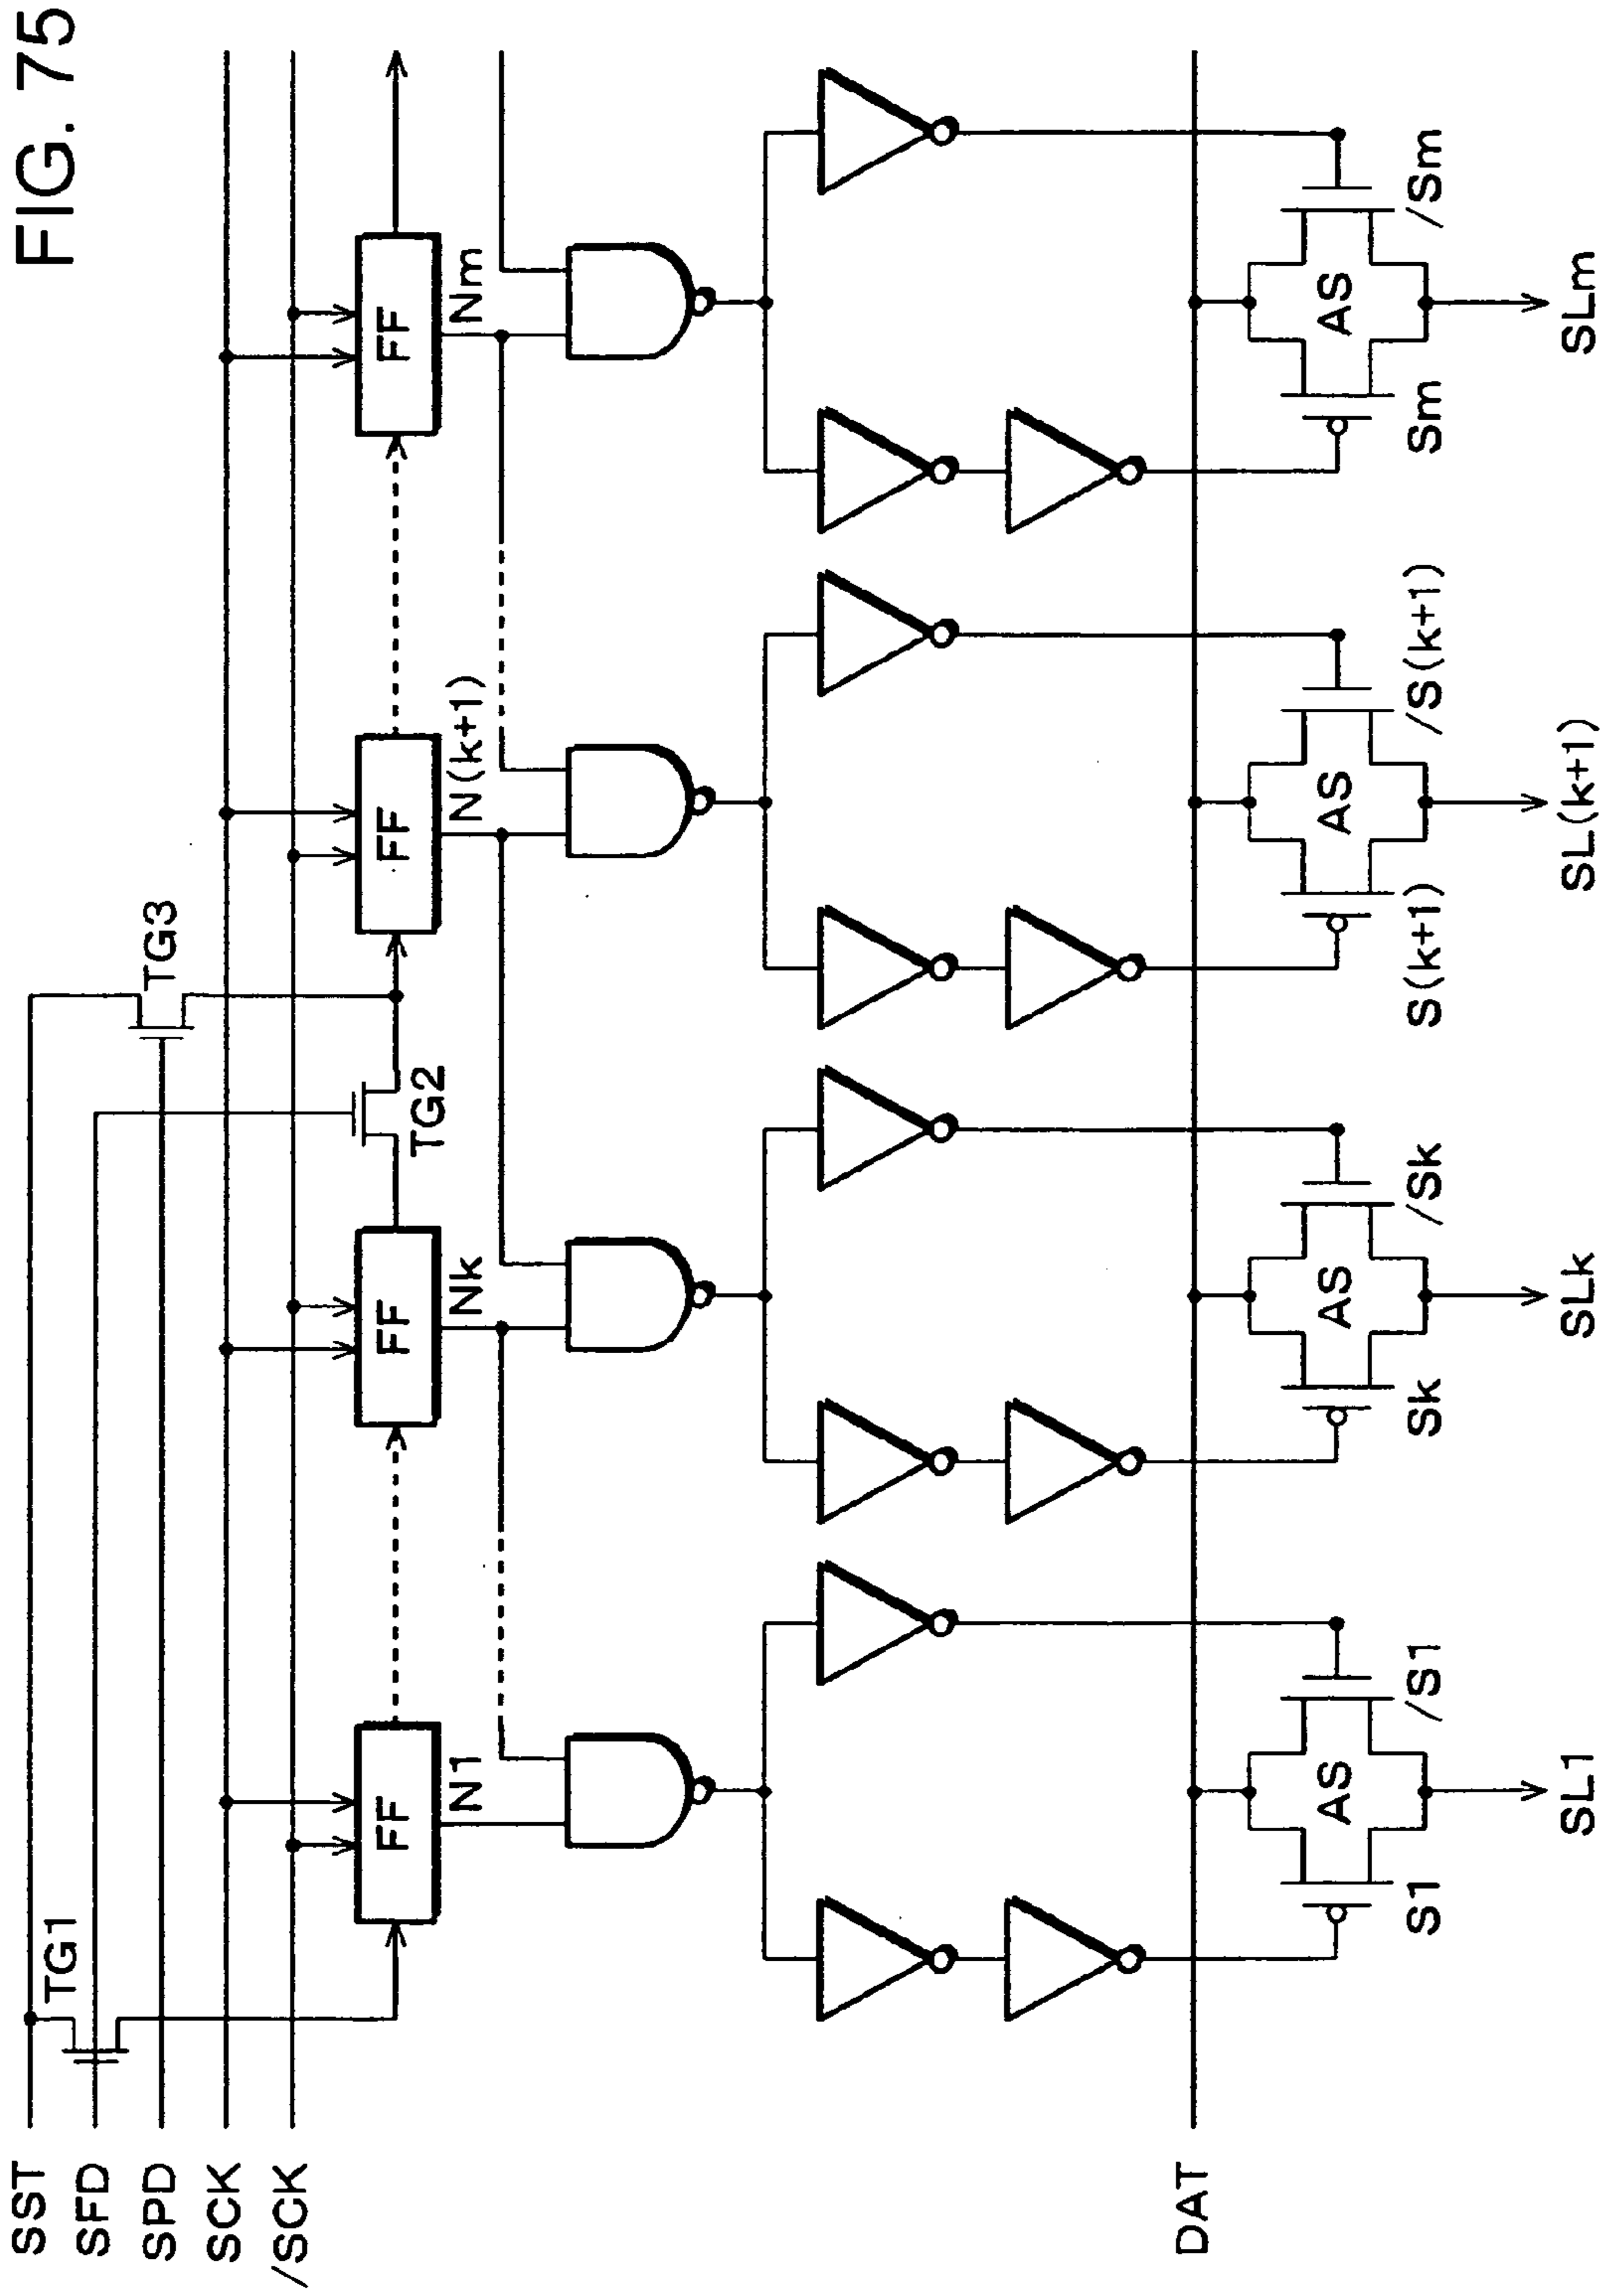 FIG. 75
SST
SFD
SPD
SCK
/SCK
TG1
TG3
TG2
FF
FF
FF
FF
N1
Nk
N(k+1)
Nm
DAT
AS
AS
AS
AS
S1
/S1
Sk
/Sk
S(k+1)
/S(k+1)
Sm
/Sm
SL1
SLk
SL(k+1)
SLm